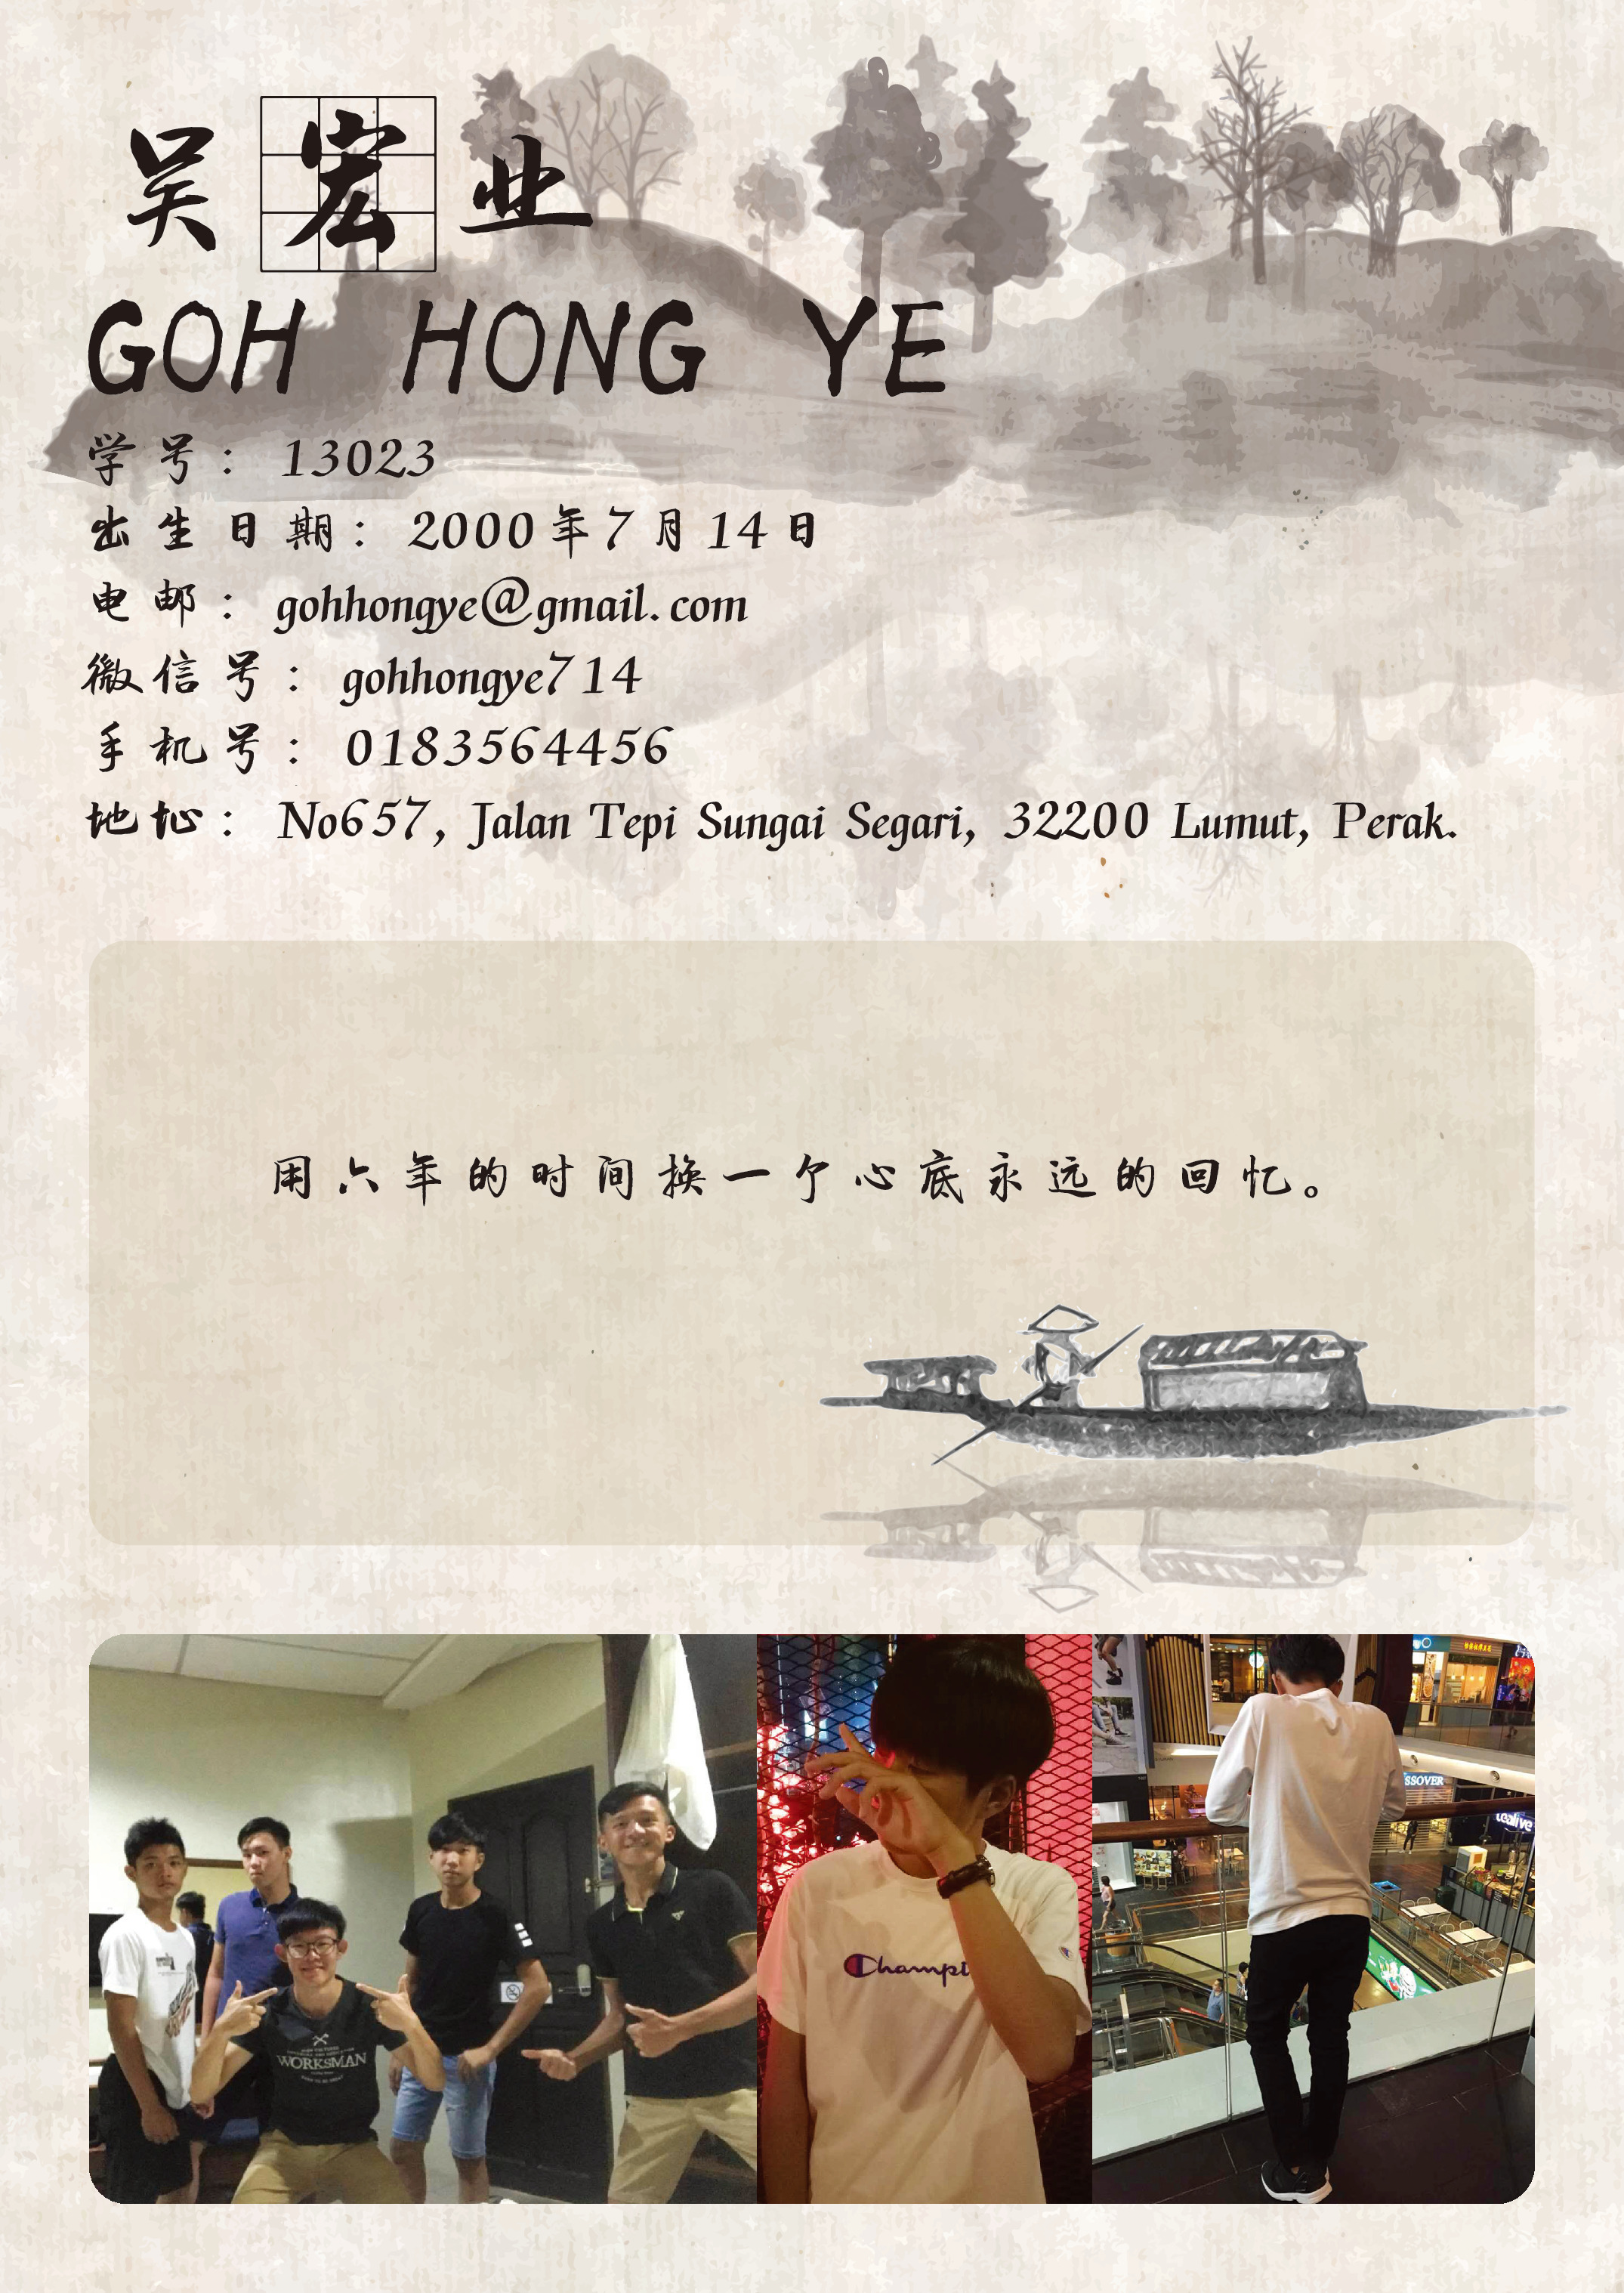 吴宏业
GOH HONG YE
学号： 13023
出生日期： 2000年7月14日
电邮： gohhongye@gmail.com
微信号： gohhongye714
手机号： 0183564456
地址： No657, Jalan Tepi Sungai Segari, 32200 Lumut, Perak.
用六年的时间换一个心底永远的回忆。
WORKSMAN
Champi
SSOVER
tealive